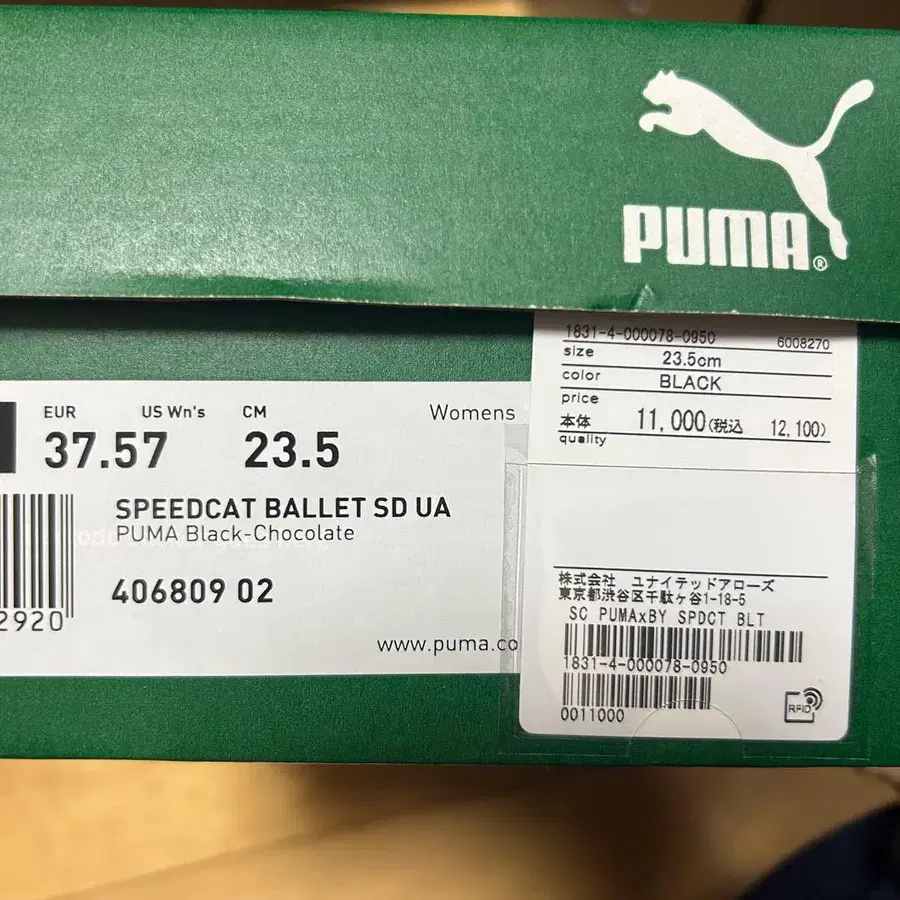 PUMA®
EUR US Wn's CM Womens
37.5 7 23.5
SPEEDCAT BALLET SD UA
PUMA Black-Chocolate
406809 02
2920
www.puma.co
1831-4-000078-0950 6008270
size 23.5cm
color BLACK
price
本体 11,000(税込 12,100)
quality
株式会社 ユナイテッドアローズ
東京都渋谷区千駄ヶ谷1-18-5
SC PUMAxBY SPDCT BLT
1831-4-000078-0950
0011000
RFID